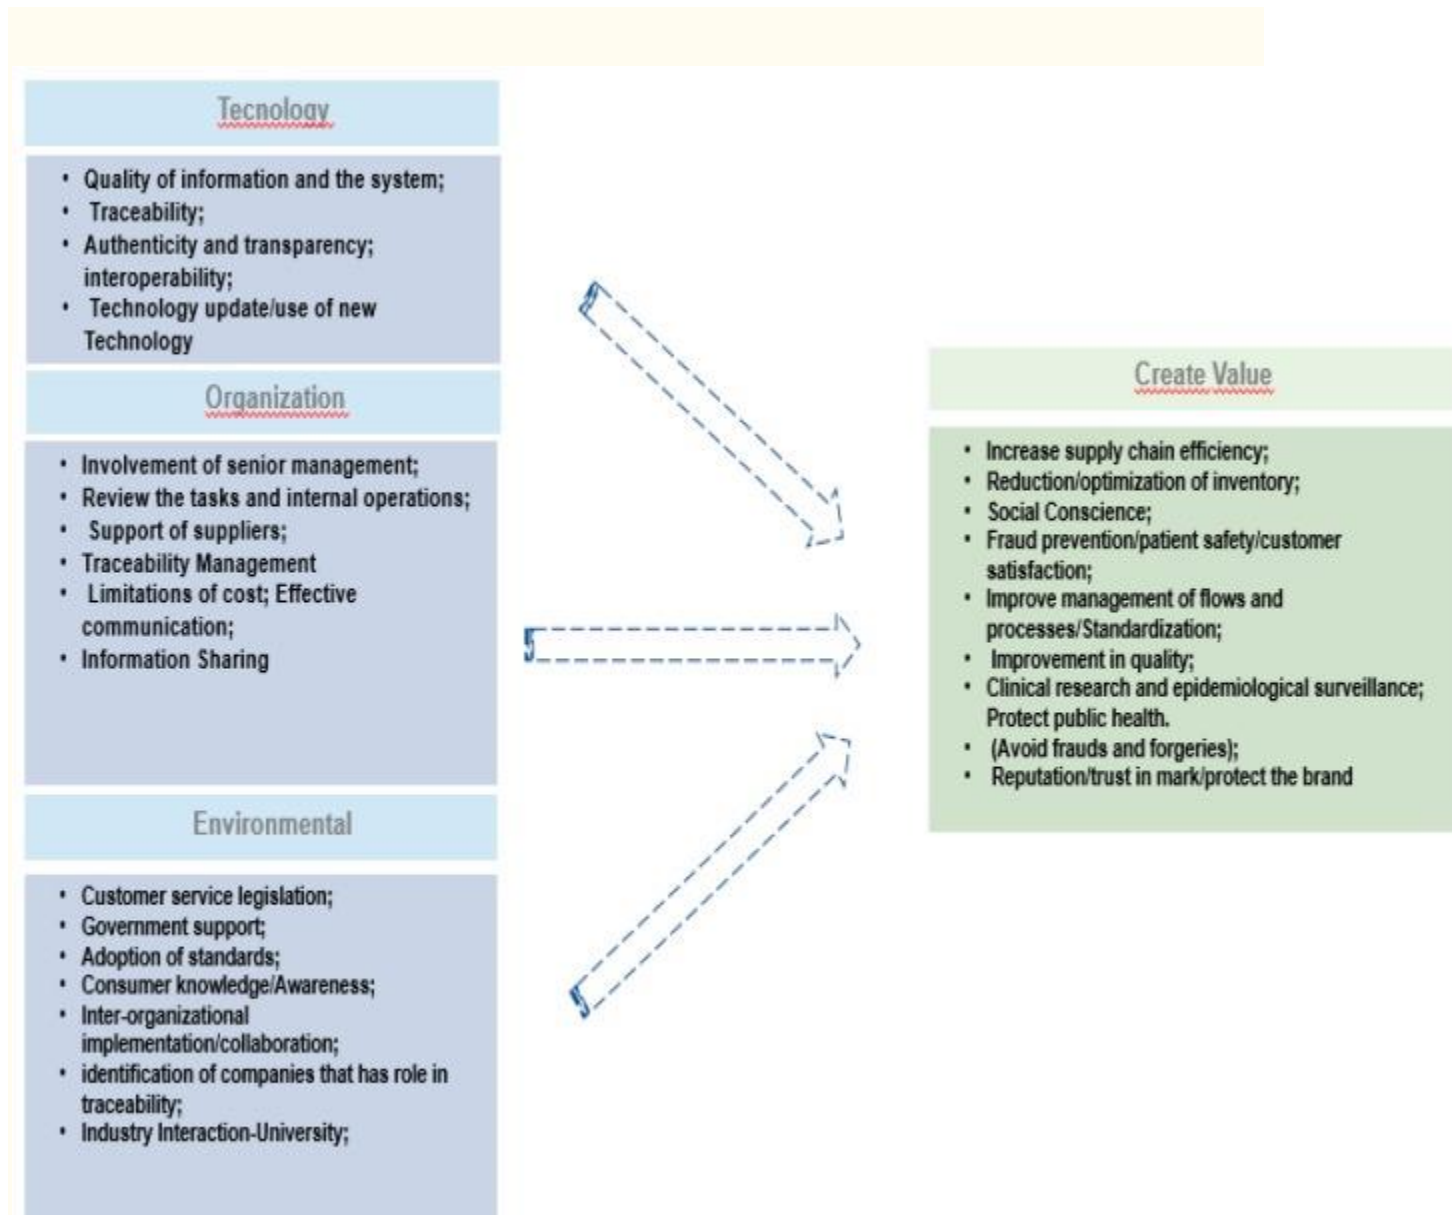 Tecnology
• Quality of information and the system;
• Traceability;
• Authenticity and transparency;
interoperability;
• Technology update/use of new
Technology
Organization
• Involvement of senior management;
• Review the tasks and internal operations;
• Support of suppliers;
• Traceability Management
• Limitations of cost; Effective
communication;
• Information Sharing
Environmental
• Customer service legislation;
• Government support;
• Adoption of standards;
• Consumer knowledge/Awareness;
• Inter-organizational
implementation/collaboration;
• identification of companies that has role in
traceability;
• Industry Interaction-University;
Create Value
• Increase supply chain efficiency;
• Reduction/optimization of inventory;
• Social Conscience;
• Fraud prevention/patient safety/customer
satisfaction;
• Improve management of flows and
processes/Standardization;
• Improvement in quality;
• Clinical research and epidemiological surveillance;
Protect public health.
• (Avoid frauds and forgeries);
• Reputation/trust in mark/protect the brand